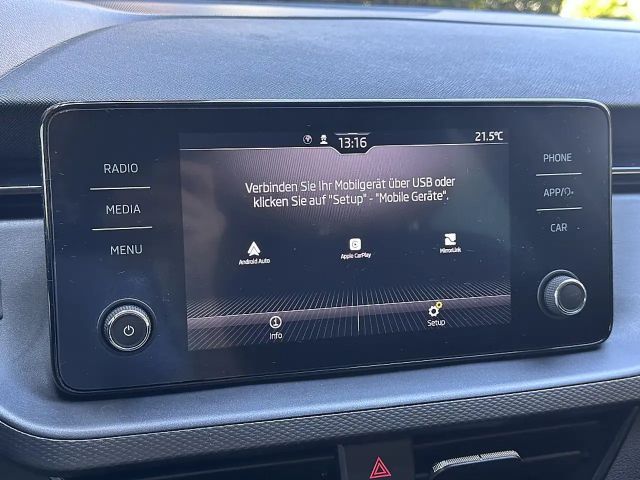 13:16
21.5°C
RADIO
MEDIA
MENU
Verbinden Sie Ihr Mobilgerät über USB oder
klicken Sie auf "Setup" - "Mobile Geräte".
Android Auto
Apple CarPlay
MirrorLink
Info
Setup
PHONE
APP/
CAR